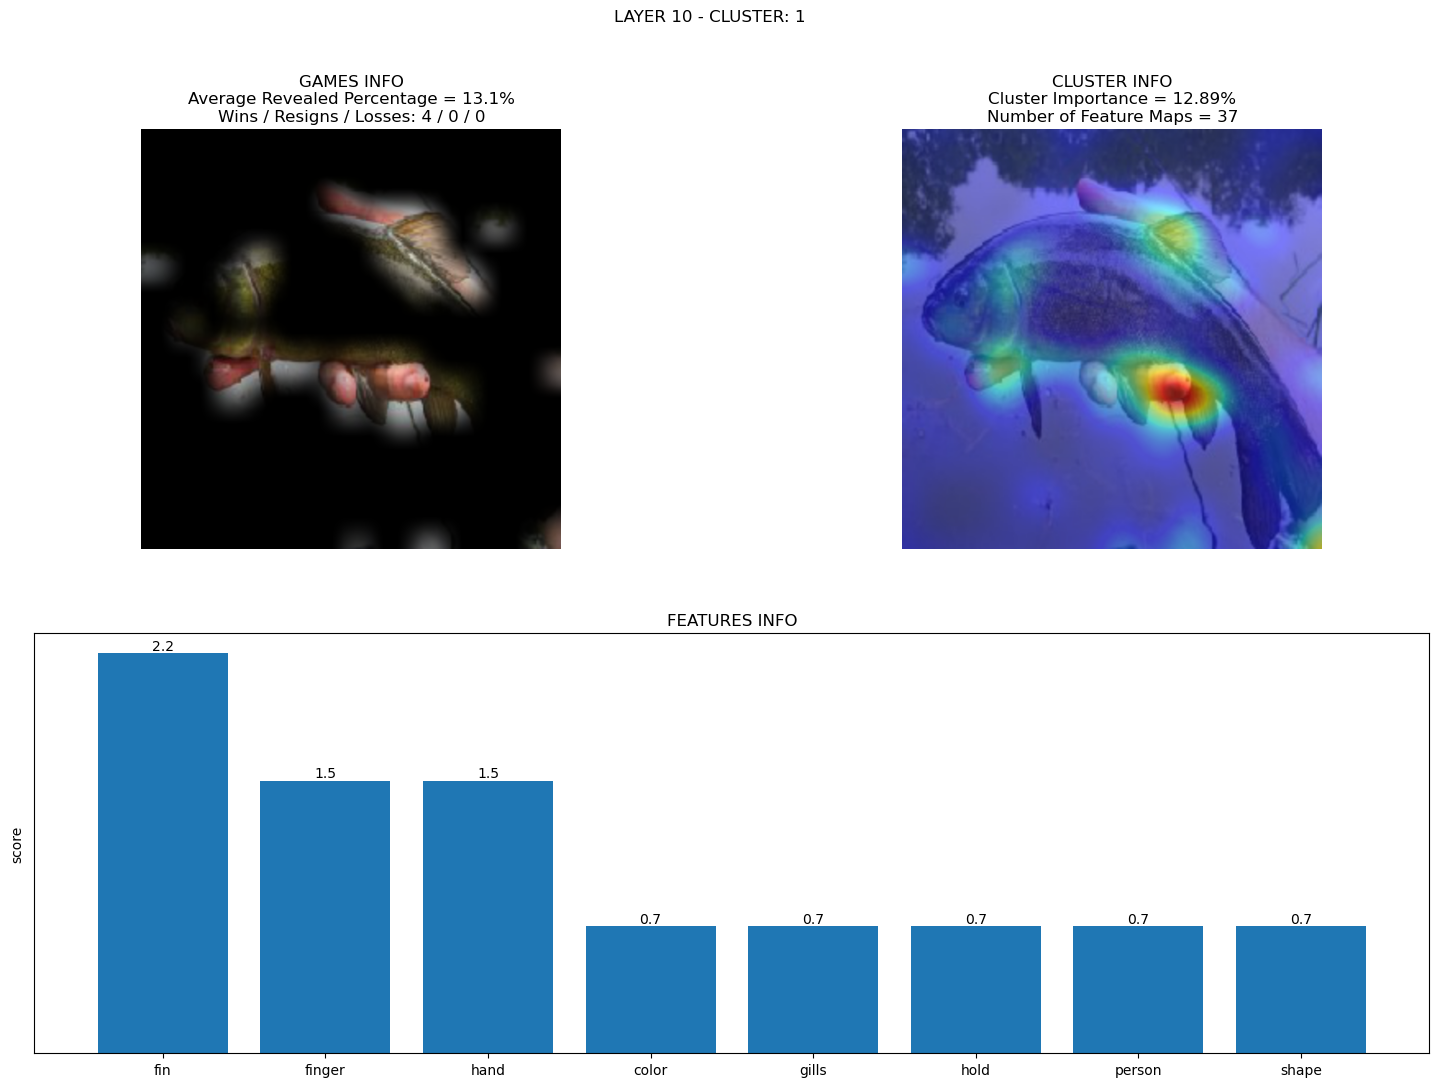 LAYER 10 - CLUSTER: 1
GAMES INFO
Average Revealed Percentage = 13.1%
Wins / Resigns / Losses: 4 / 0 / 0
CLUSTER INFO
Cluster Importance = 12.89%
Number of Feature Maps = 37
FEATURES INFO
score
2.2
1.5
1.5
0.7
0.7
0.7
0.7
0.7
fin
finger
hand
color
gills
hold
person
shape